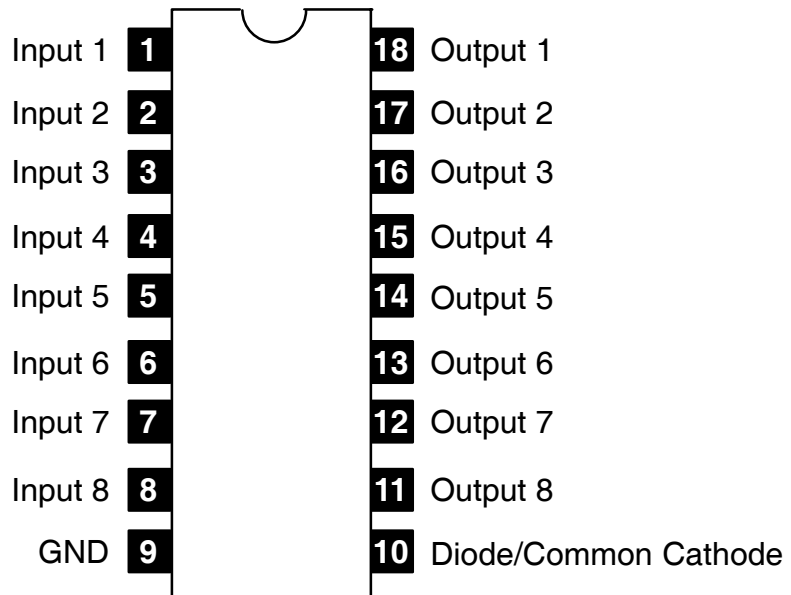 Input 1 1 18 Output 1
Input 2 2 17 Output 2
Input 3 3 16 Output 3
Input 4 4 15 Output 4
Input 5 5 14 Output 5
Input 6 6 13 Output 6
Input 7 7 12 Output 7
Input 8 8 11 Output 8
GND 9 10 Diode/Common Cathode